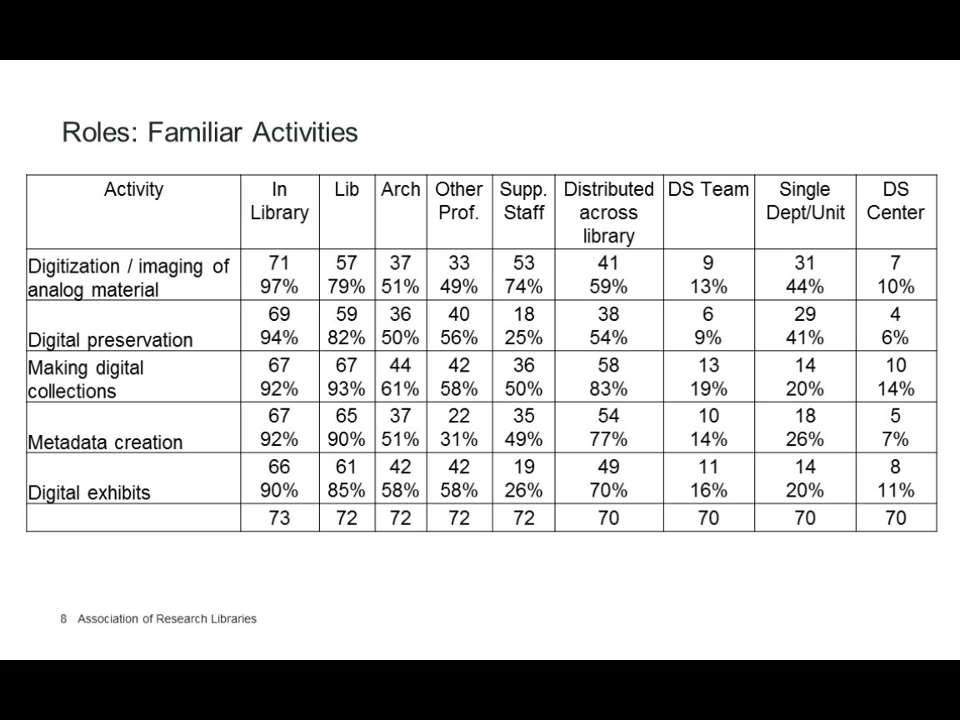 Roles: Familiar Activities
Activity In Library Lib Arch Other Prof. Supp. Staff Distributed across library DS Team Single Dept/Unit DS Center
Digitization / imaging of analog material 71 97% 57 79% 37 51% 33 49% 53 74% 41 59% 9 13% 31 44% 7 10%
Digital preservation 69 94% 59 82% 36 50% 40 56% 18 25% 38 54% 6 9% 29 41% 4 6%
Making digital collections 67 92% 67 93% 44 61% 42 58% 36 50% 58 83% 13 19% 14 20% 10 14%
Metadata creation 67 92% 65 90% 37 51% 22 31% 35 49% 54 77% 10 14% 18 26% 5 7%
Digital exhibits 66 90% 61 85% 42 58% 42 58% 19 26% 49 70% 11 16% 14 20% 8 11%
73 72 72 72 72 70 70 70 70
8 Association of Research Libraries